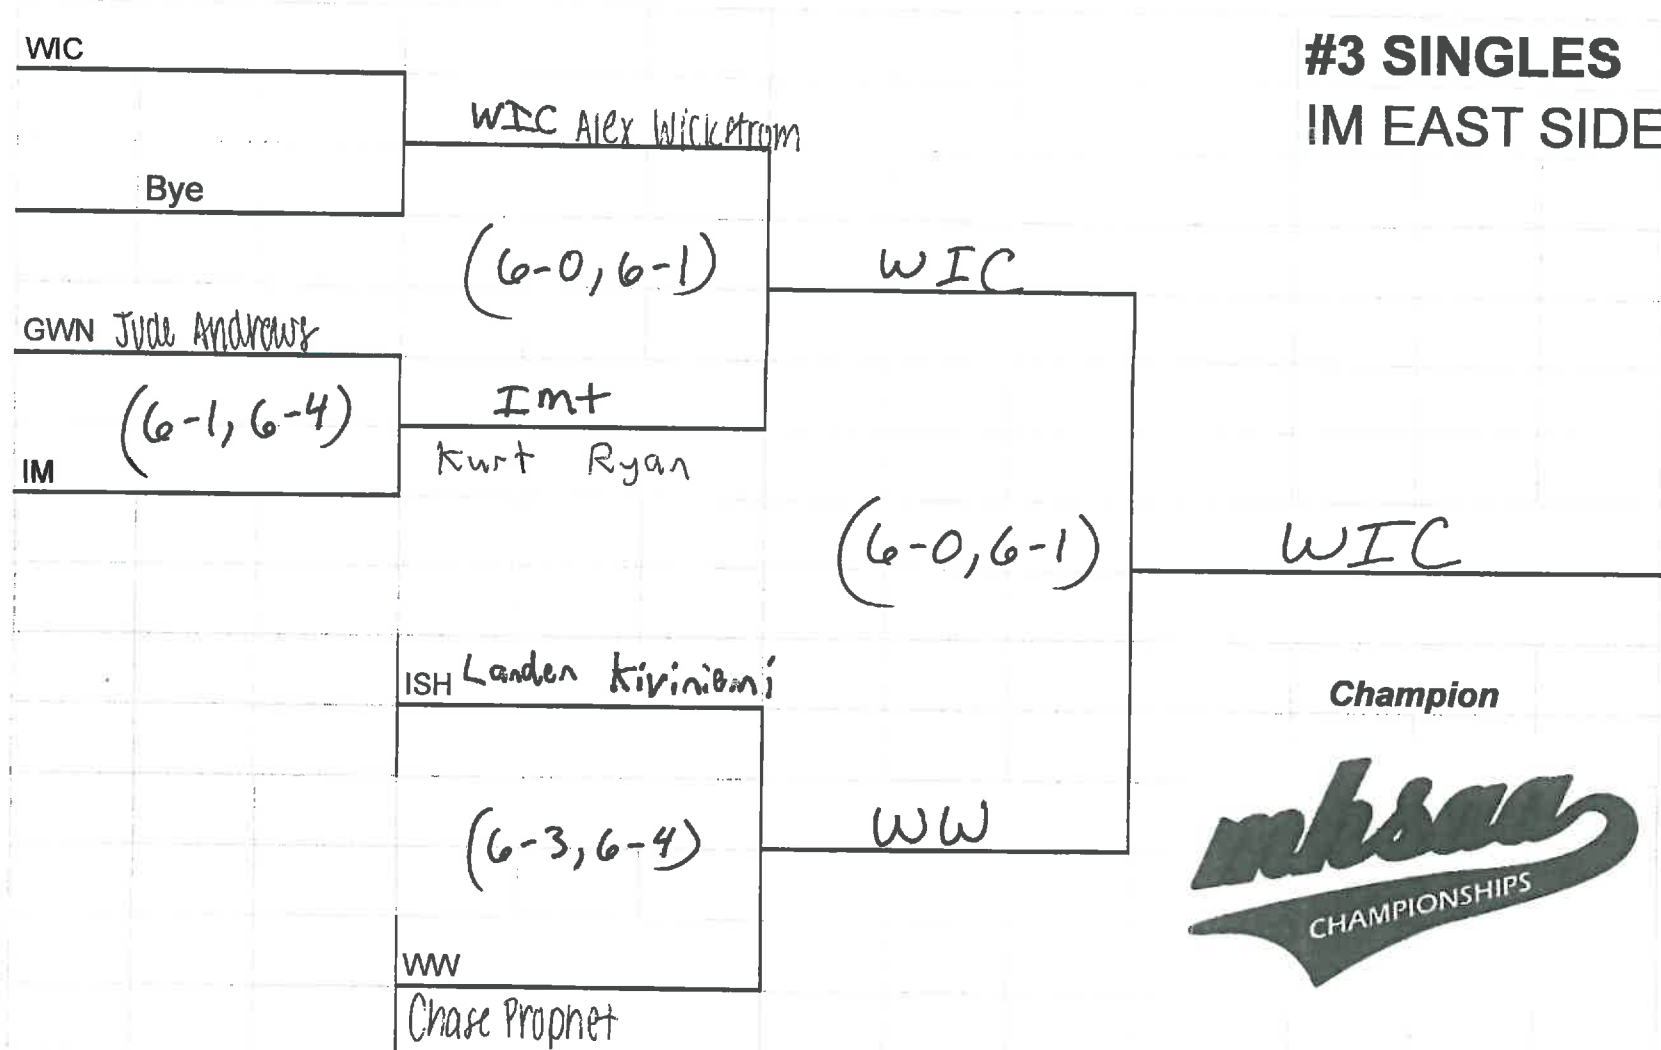 WIC
#3 SINGLES
WIC Alex Wickstrom
IM EAST SIDE
Bye
(6-0, 6-1)
WIC
GWN Jude Andrews
(6-1, 6-4)
Imt
IM
Kurt Ryan
(6-0, 6-1)
WIC
ISH Landen Kiviniemi
Champion
(6-3, 6-4)
WW
mhsaa
CHAMPIONSHIPS
WW
Chase Prophet